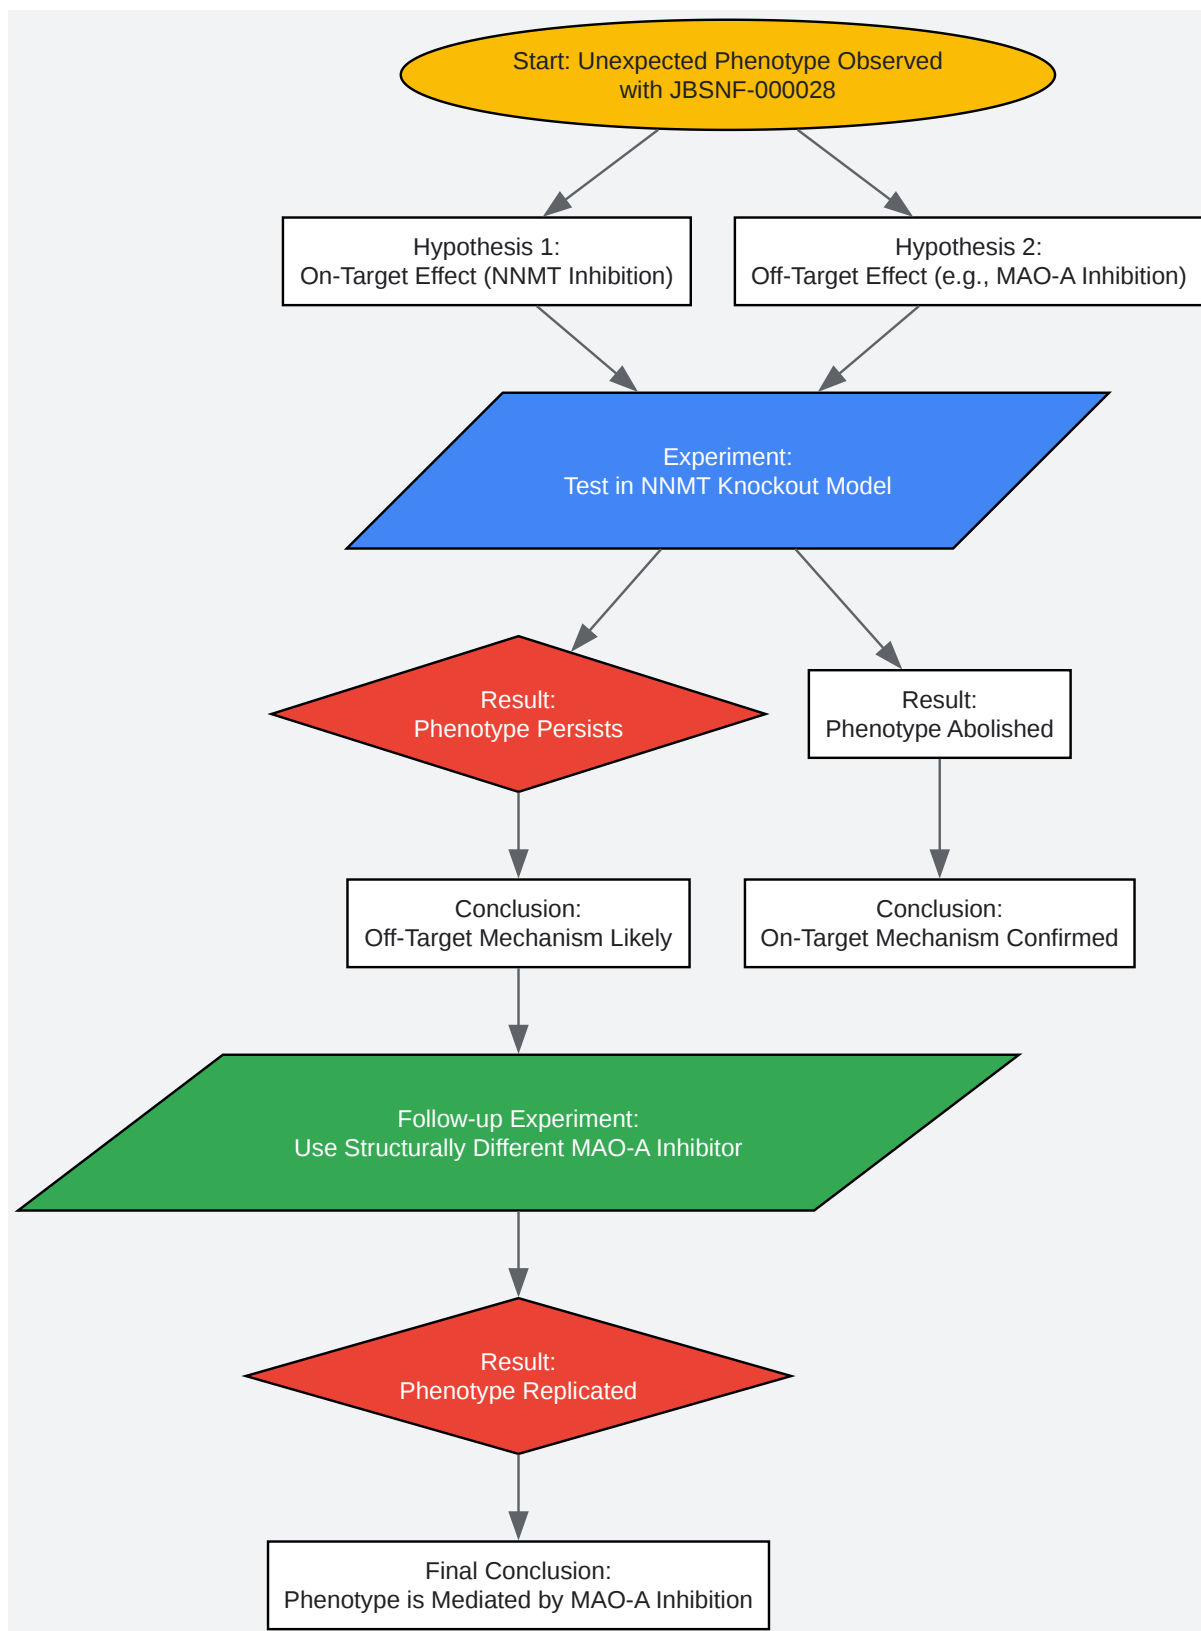 Start: Unexpected Phenotype Observed
with JBSNF-000028
Hypothesis 1:
On-Target Effect (NNMT Inhibition)
Hypothesis 2:
Off-Target Effect (e.g., MAO-A Inhibition)
Experiment:
Test in NNMT Knockout Model
Result:
Phenotype Persists
Result:
Phenotype Abolished
Conclusion:
Off-Target Mechanism Likely
Conclusion:
On-Target Mechanism Confirmed
Follow-up Experiment:
Use Structurally Different MAO-A Inhibitor
Result:
Phenotype Replicated
Final Conclusion:
Phenotype is Mediated by MAO-A Inhibition